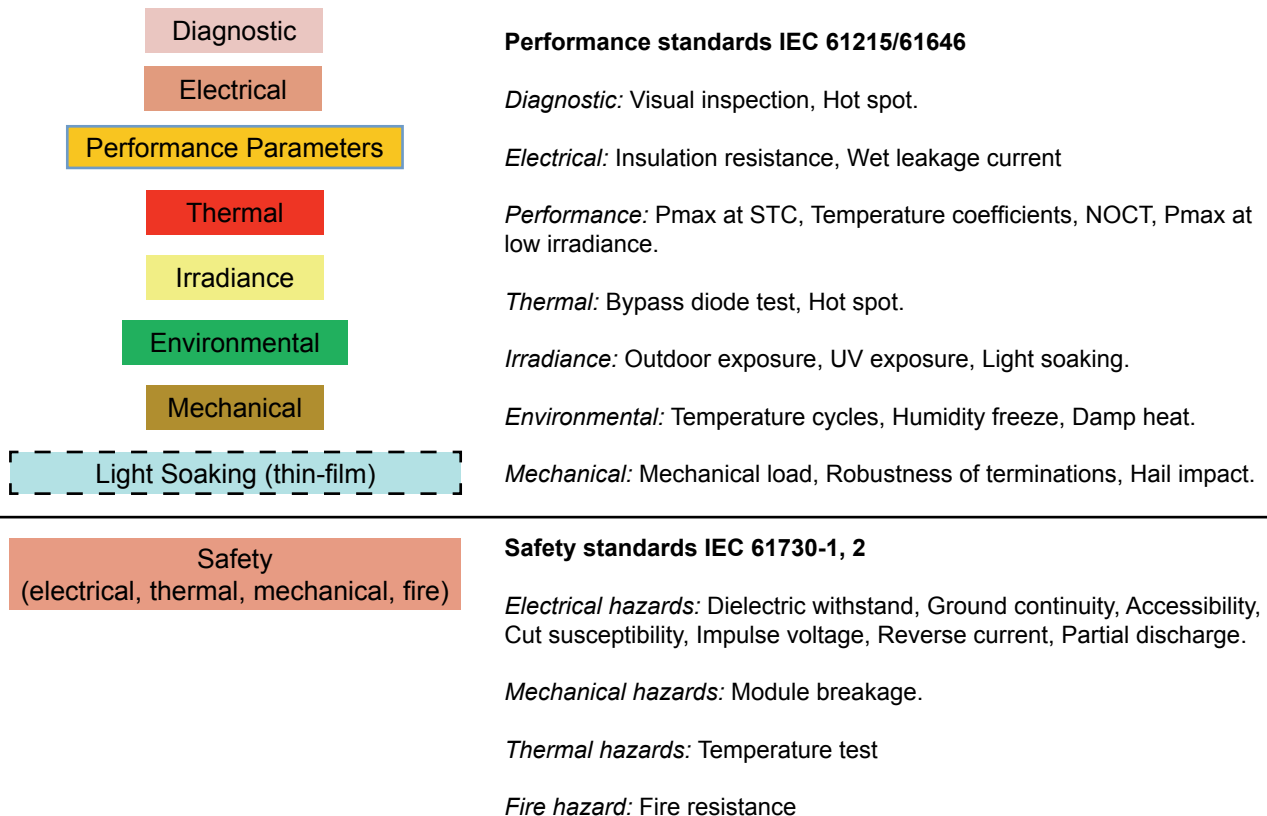 Diagnostic
Electrical
Performance Parameters
Thermal
Irradiance
Environmental
Mechanical
Light Soaking (thin-film)
Performance standards IEC 61215/61646
Diagnostic: Visual inspection, Hot spot.
Electrical: Insulation resistance, Wet leakage current
Performance: Pmax at STC, Temperature coefficients, NOCT, Pmax at
low irradiance.
Thermal: Bypass diode test, Hot spot.
Irradiance: Outdoor exposure, UV exposure, Light soaking.
Environmental: Temperature cycles, Humidity freeze, Damp heat.
Mechanical: Mechanical load, Robustness of terminations, Hail impact.
Safety
(electrical, thermal, mechanical, fire)
Safety standards IEC 61730-1, 2
Electrical hazards: Dielectric withstand, Ground continuity, Accessibility,
Cut susceptibility, Impulse voltage, Reverse current, Partial discharge.
Mechanical hazards: Module breakage.
Thermal hazards: Temperature test
Fire hazard: Fire resistance